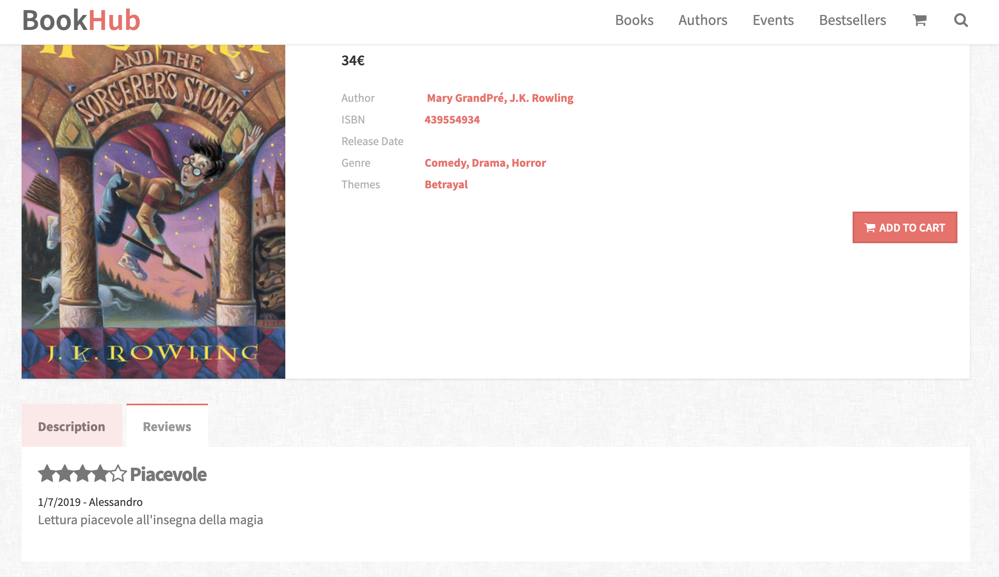 BookHub
Books Authors Events Bestsellers
AND THE
SORCERER'S STONE
J. K. ROWLING
34€
Author Mary GrandPré, J.K. Rowling
ISBN 439554934
Release Date
Genre Comedy, Drama, Horror
Themes Betrayal
ADD TO CART
Description Reviews
Piacevole
1/7/2019 - Alessandro
Lettura piacevole all'insegna della magia